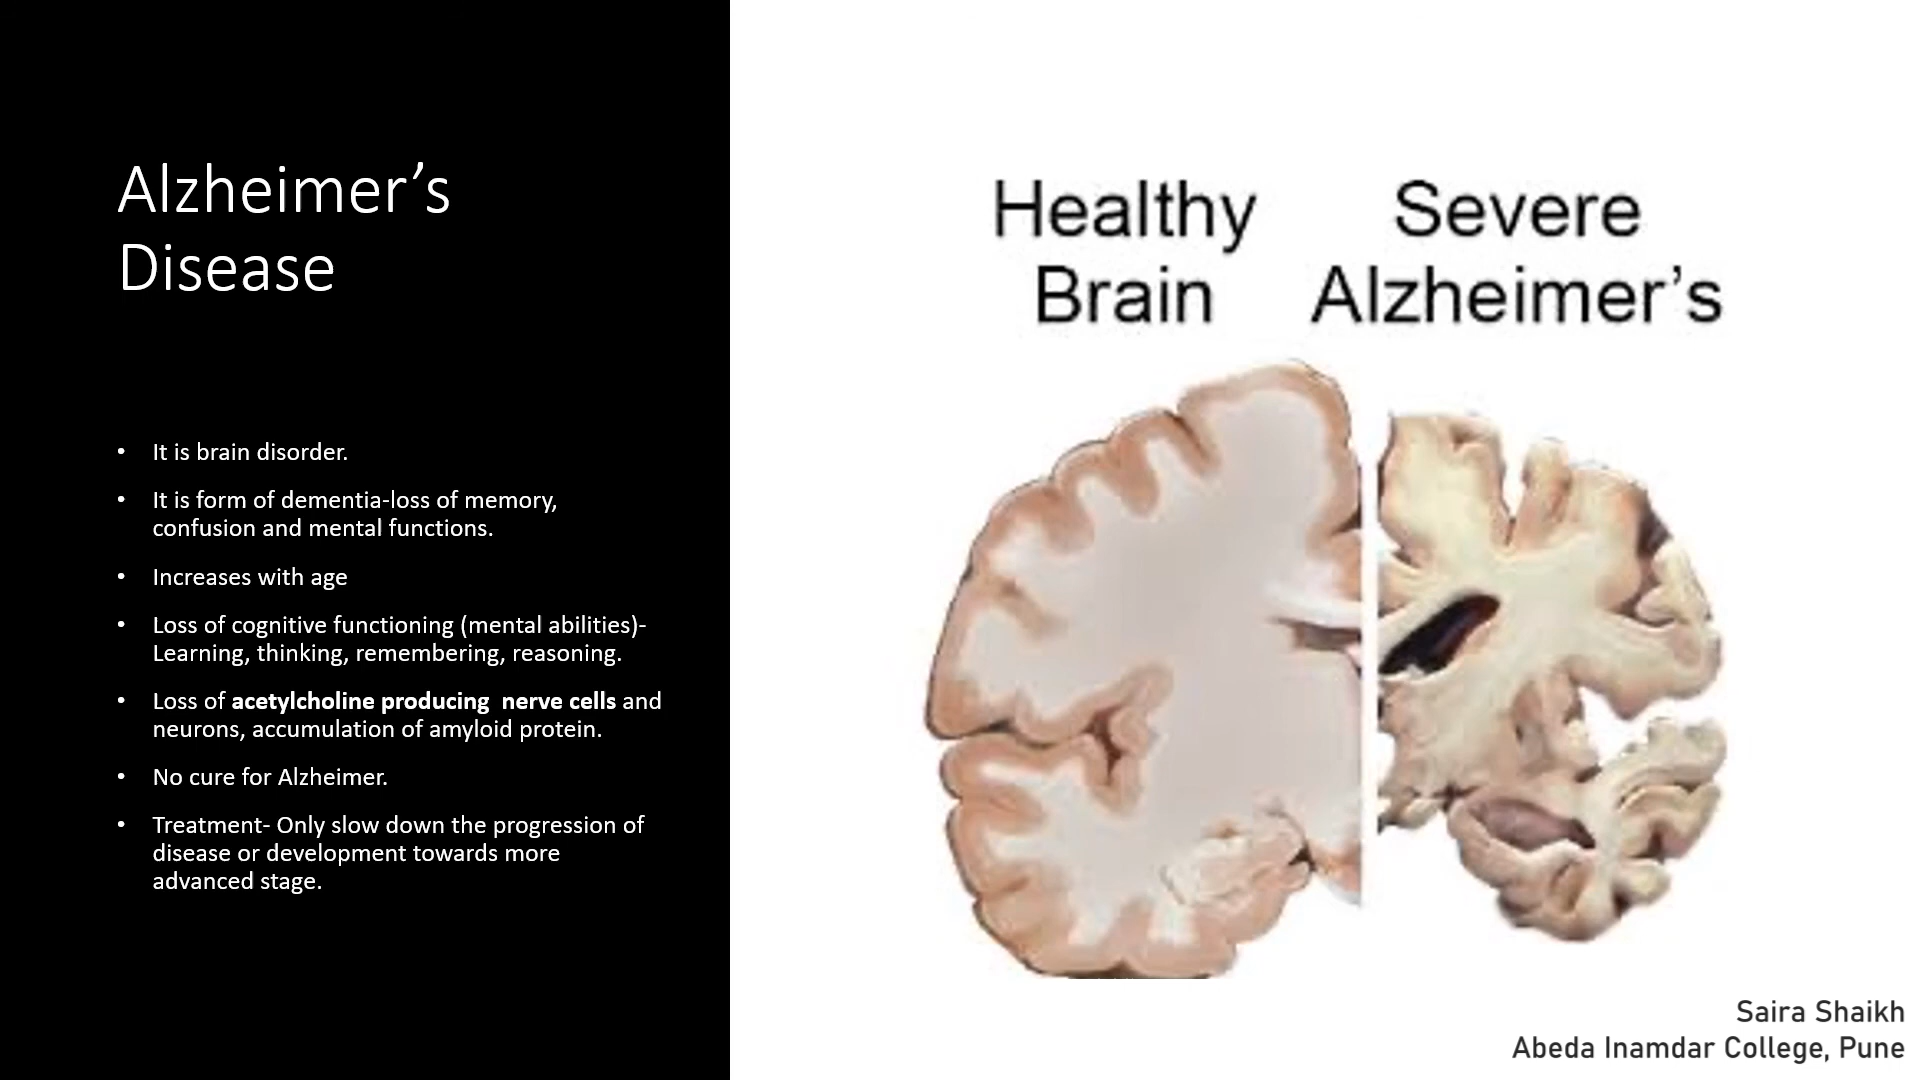 Alzheimer’s
Disease
• It is brain disorder.
• It is form of dementia-loss of memory,
confusion and mental functions.
• Increases with age
• Loss of cognitive functioning (mental abilities)-
Learning, thinking, remembering, reasoning.
• Loss of acetylcholine producing  nerve cells and
neurons, accumulation of amyloid protein.
• No cure for Alzheimer.
• Treatment- Only slow down the progression of
disease or development towards more
advanced stage.
Healthy
Brain
Severe
Alzheimer’s
Saira Shaikh
Abeda Inamdar College, Pune